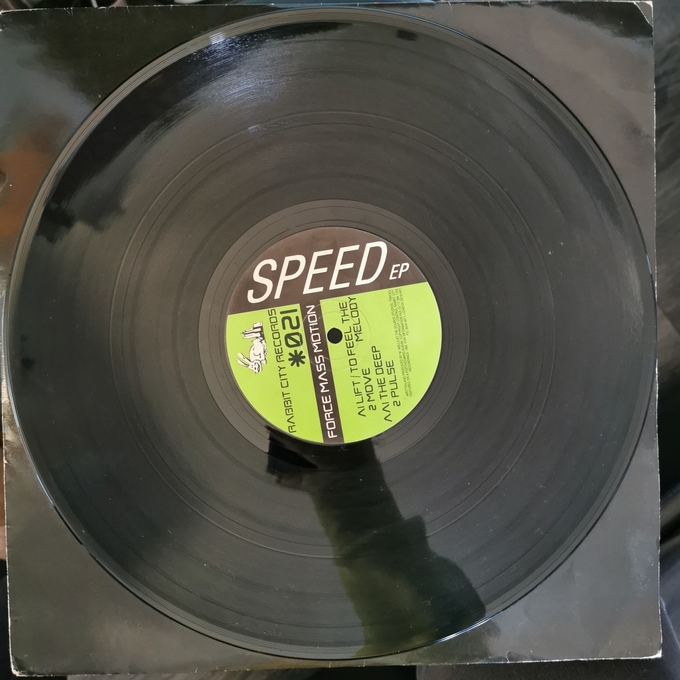 SPEED EP
RABBIT CITY RECORDS
*021
FORCE MASS MOTION
A1 LIFT / TO FEEL THE
MELODY
2 MOVE
AA1 THE DEEP
2 PULSE